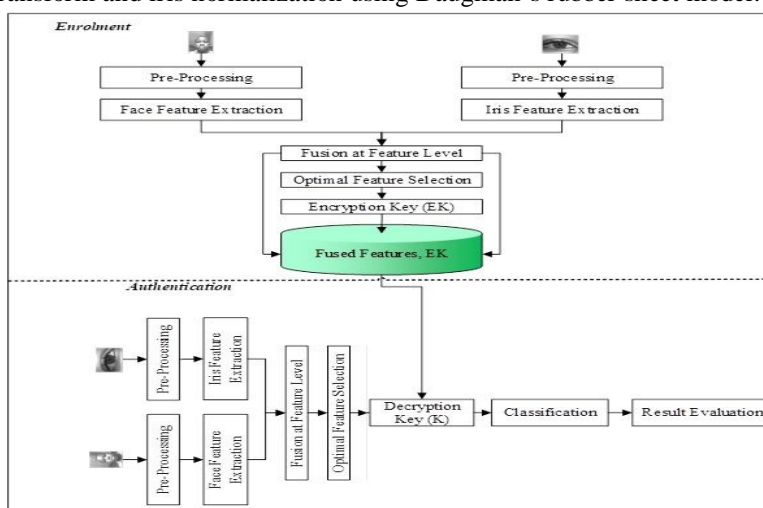 ransform and iris normalization using Daugman's rubber sheet model.
Enrolment
Pre-Processing
Face Feature Extraction
Pre-Processing
Iris Feature Extraction
Fusion at Feature Level
Optimal Feature Selection
Encryption Key (EK)
Fused Features, EK
Authentication
Pre-Processing
Iris Feature
Extraction
Pre-Processing
Face Feature
Extraction
Fusion at Feature Level
Optimal Feature Selection
Decryption
Key (K)
Classification
Result Evaluation